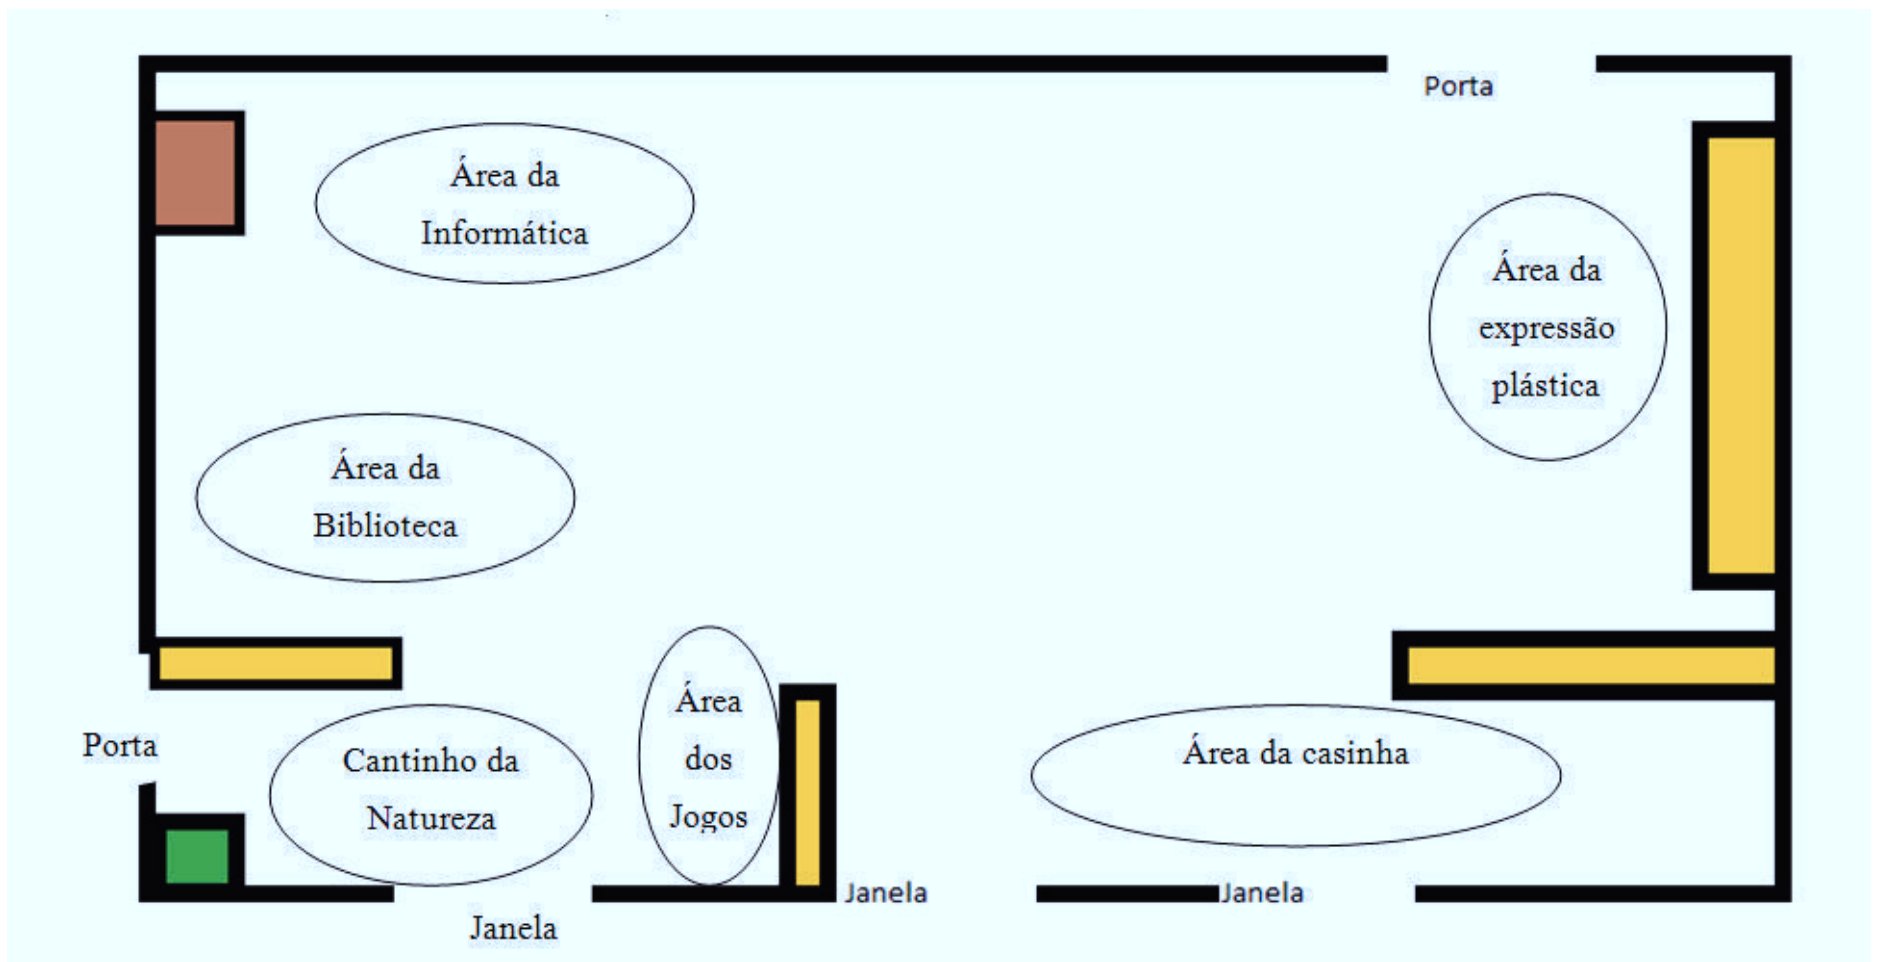 Porta
Área da
Informática
Área da
expressão
plástica
Área da
Biblioteca
Porta
Cantinho da
Natureza
Área
dos
Jogos
Área da casinha
Janela
Janela
Janela